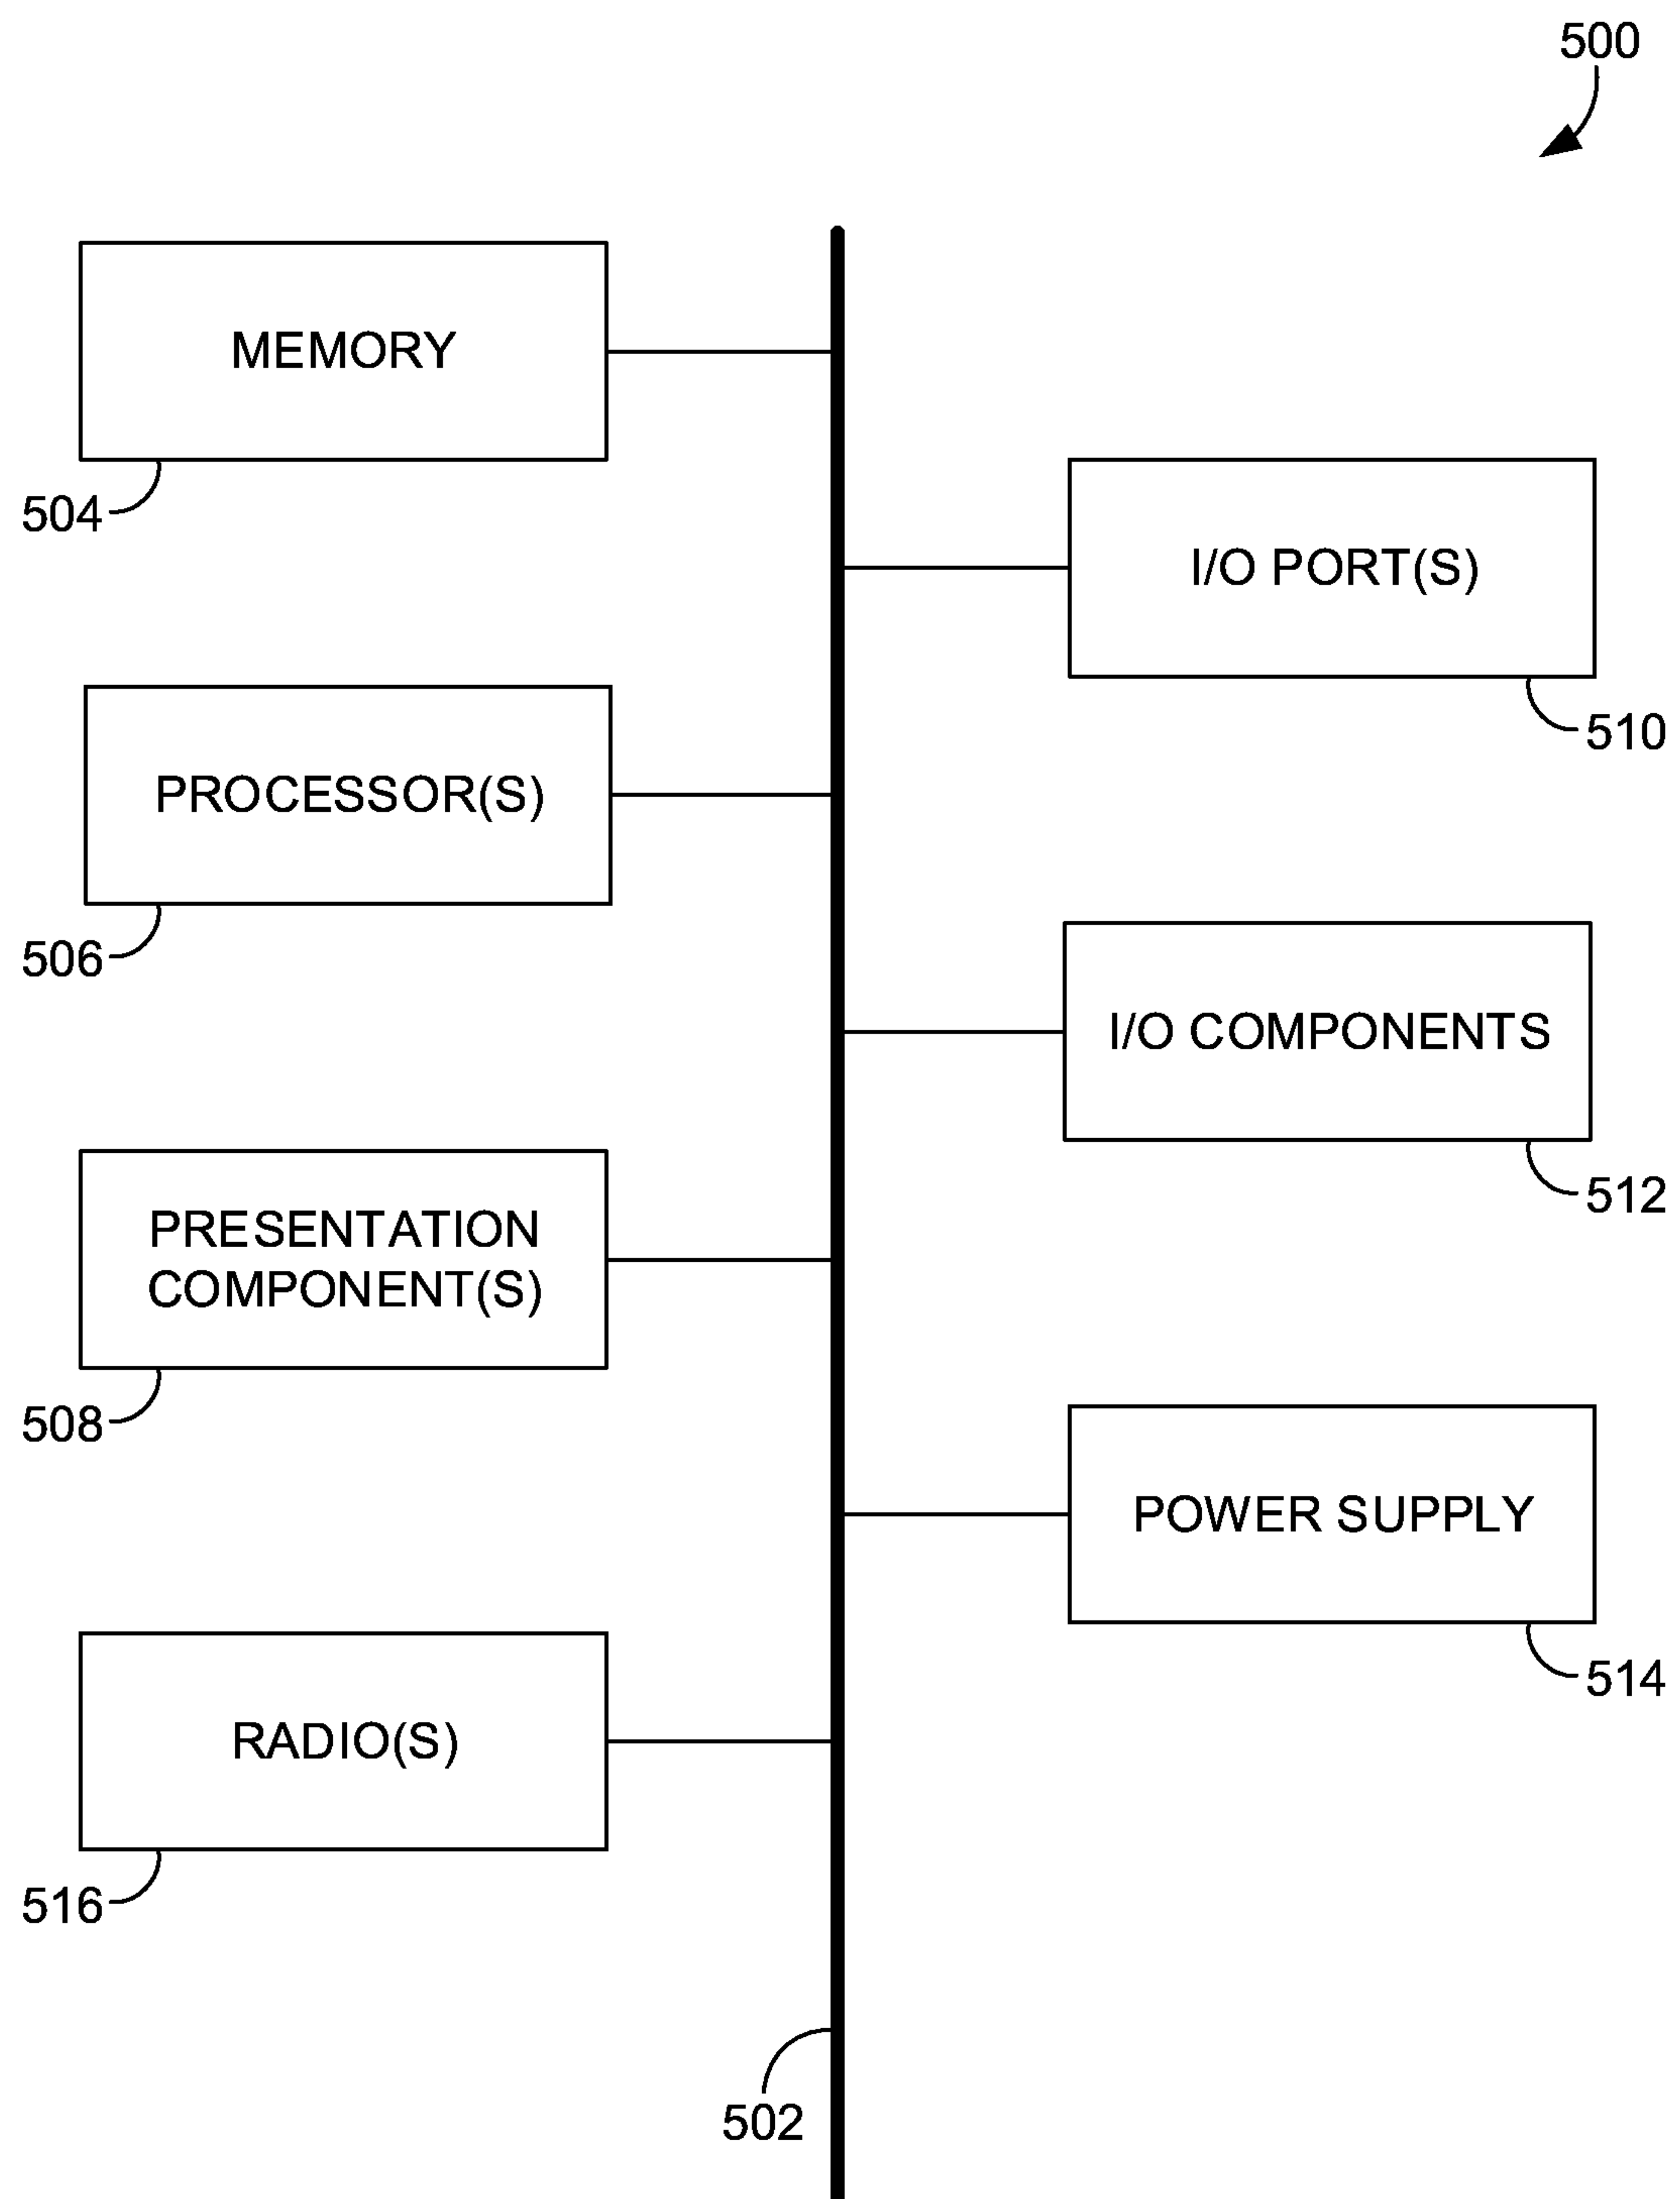 500
MEMORY
504
I/O PORT(S)
510
PROCESSOR(S)
506
I/O COMPONENTS
512
PRESENTATION
COMPONENT(S)
508
POWER SUPPLY
514
RADIO(S)
516
502